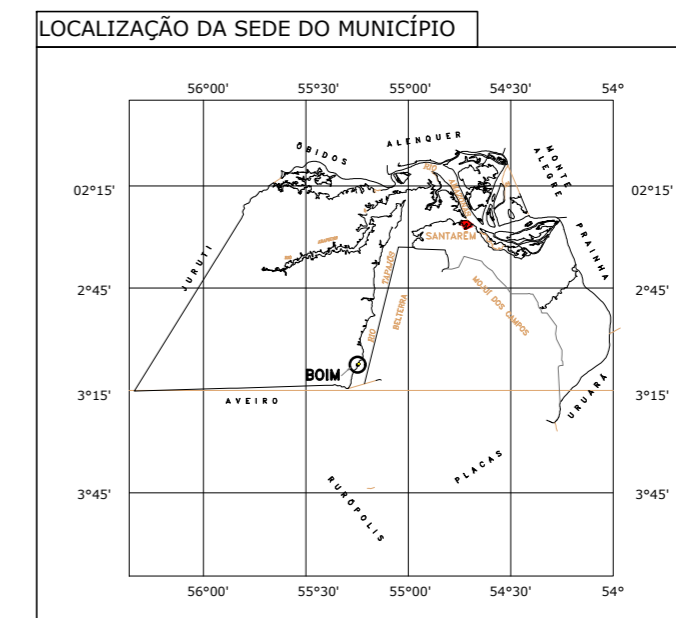 LOCALIZAÇÃO DA SEDE DO MUNICÍPIO
56°00' 55°30' 55°00' 54°30' 54°
ÓBIDOS
ALENQUER
MONTE ALEGRE
RIO AMAZONAS
02°15' 02°15'
SANTARÉM
PRAINHA
JURUTI
RIO TAPAJÓS
2°45' 2°45'
MOJUÍ DOS CAMPOS
BELTERRA
BOIM
3°15' 3°15'
AVEIRO
URUARÁ
PLACAS
3°45' 3°45'
RURÓPOLIS
56°00' 55°30' 55°00' 54°30' 54°